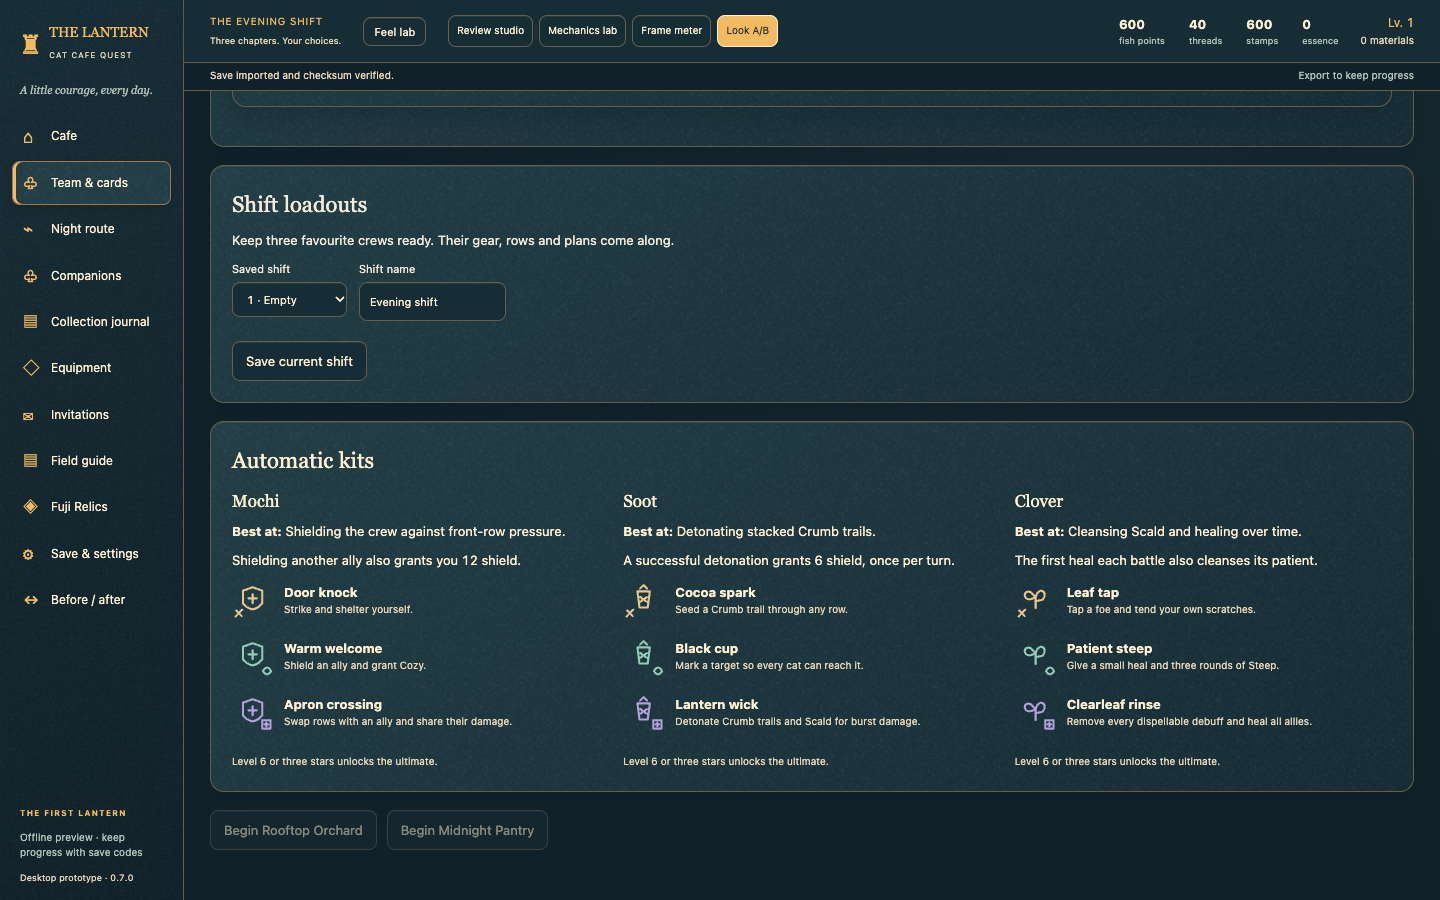 THE LANTERN
CAT CAFE QUEST
A little courage, every day.
Cafe
Team & cards
Night route
Companions
Collection journal
Equipment
Invitations
Field guide
Fuji Relics
Save & settings
Before / after
THE FIRST LANTERN
Offline preview · keep
progress with save codes
Desktop prototype · 0.7.0
THE EVENING SHIFT
Three chapters. Your choices.
Feel lab
Review studio
Mechanics lab
Frame meter
Look A/B
600
fish points
40
threads
600
stamps
0
essence
Lv. 1
0 materials
Save imported and checksum verified.
Export to keep progress
Shift loadouts
Keep three favourite crews ready. Their gear, rows and plans come along.
Saved shift
Shift name
1 · Empty
Evening shift
Save current shift
Automatic kits
Mochi
Best at: Shielding the crew against front-row pressure.
Shielding another ally also grants you 12 shield.
Door knock
Strike and shelter yourself.
Warm welcome
Shield an ally and grant Cozy.
Apron crossing
Swap rows with an ally and share their damage.
Level 6 or three stars unlocks the ultimate.
Soot
Best at: Detonating stacked Crumb trails.
A successful detonation grants 6 shield, once per turn.
Cocoa spark
Seed a Crumb trail through any row.
Black cup
Mark a target so every cat can reach it.
Lantern wick
Detonate Crumb trails and Scald for burst damage.
Level 6 or three stars unlocks the ultimate.
Clover
Best at: Cleansing Scald and healing over time.
The first heal each battle also cleanses its patient.
Leaf tap
Tap a foe and tend your own scratches.
Patient steep
Give a small heal and three rounds of Steep.
Clearleaf rinse
Remove every dispellable debuff and heal all allies.
Level 6 or three stars unlocks the ultimate.
Begin Rooftop Orchard
Begin Midnight Pantry